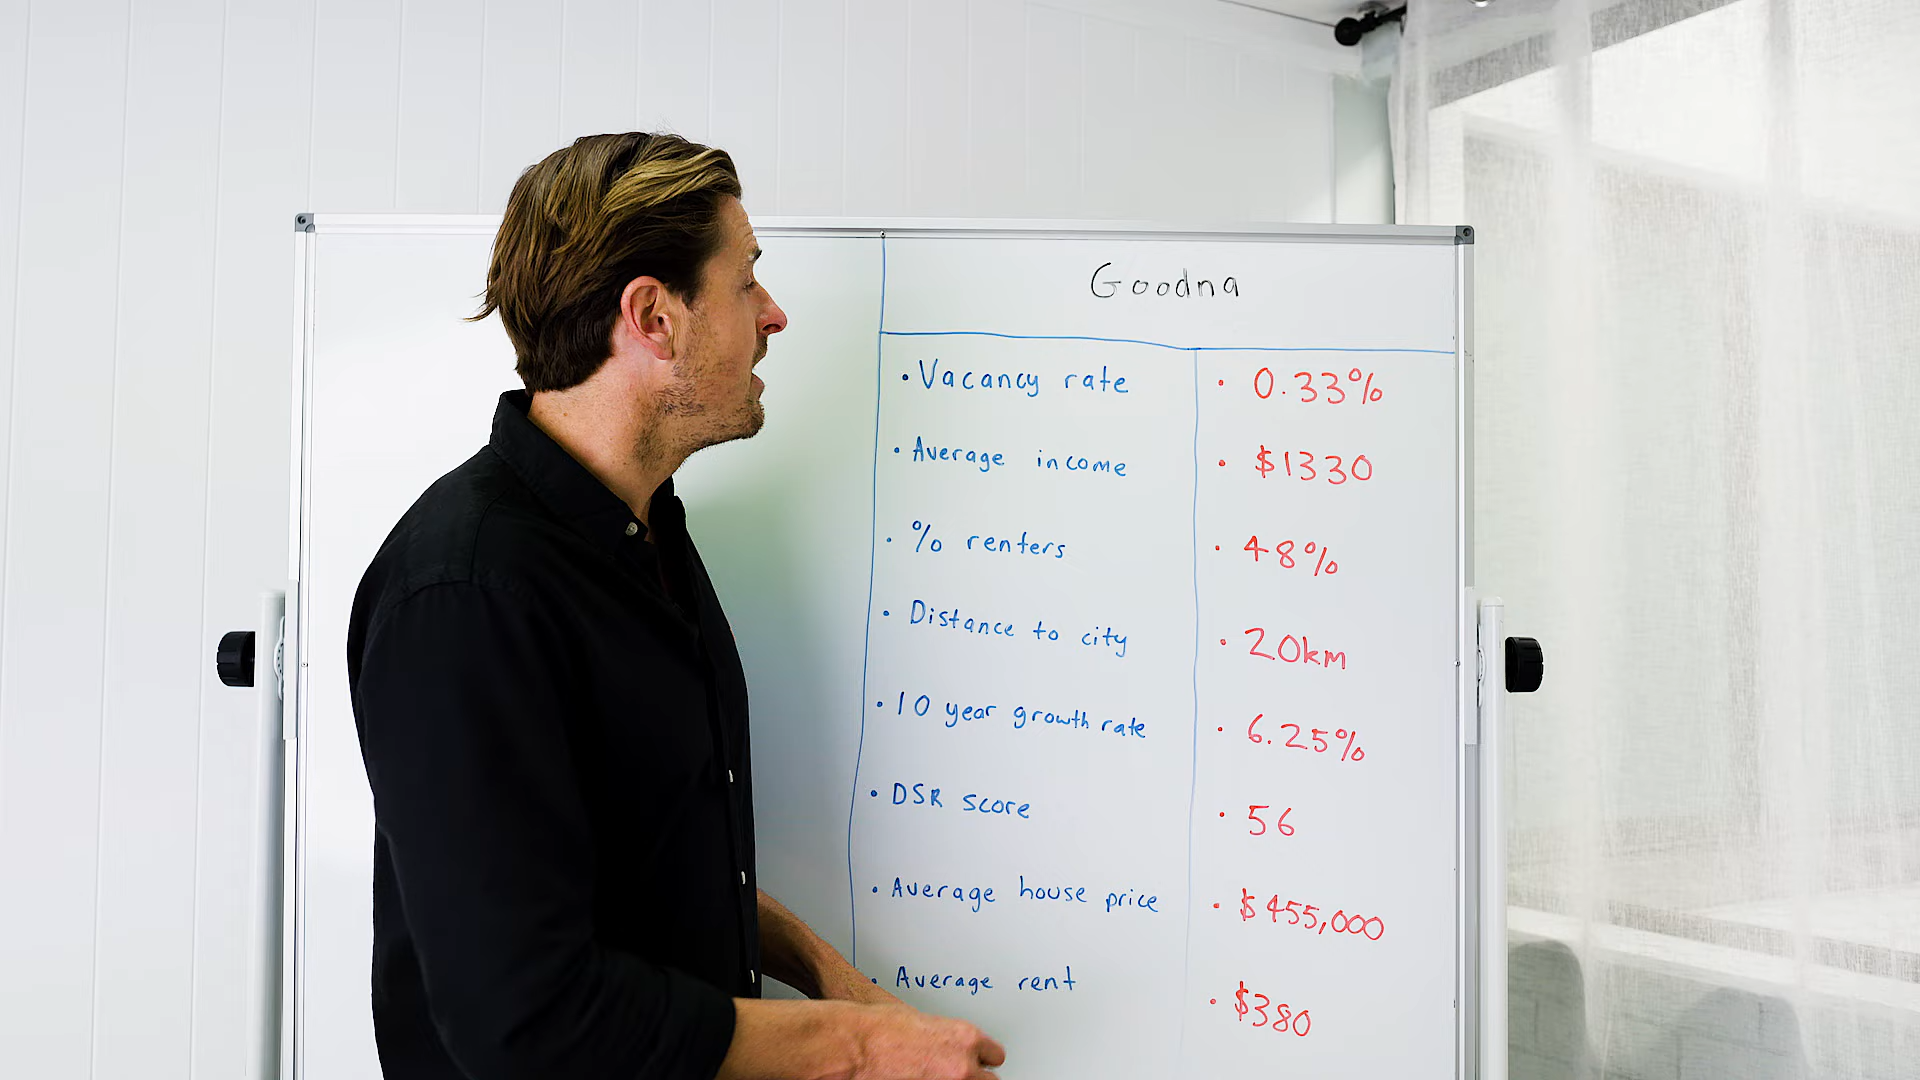 Goodna
• Vacancy rate • 0.33%
• Average income • $1330
• % renters • 48%
• Distance to city • 20km
• 10 year growth rate • 6.25%
• DSR score • 56
• Average house price • $455,000
• Average rent • $380